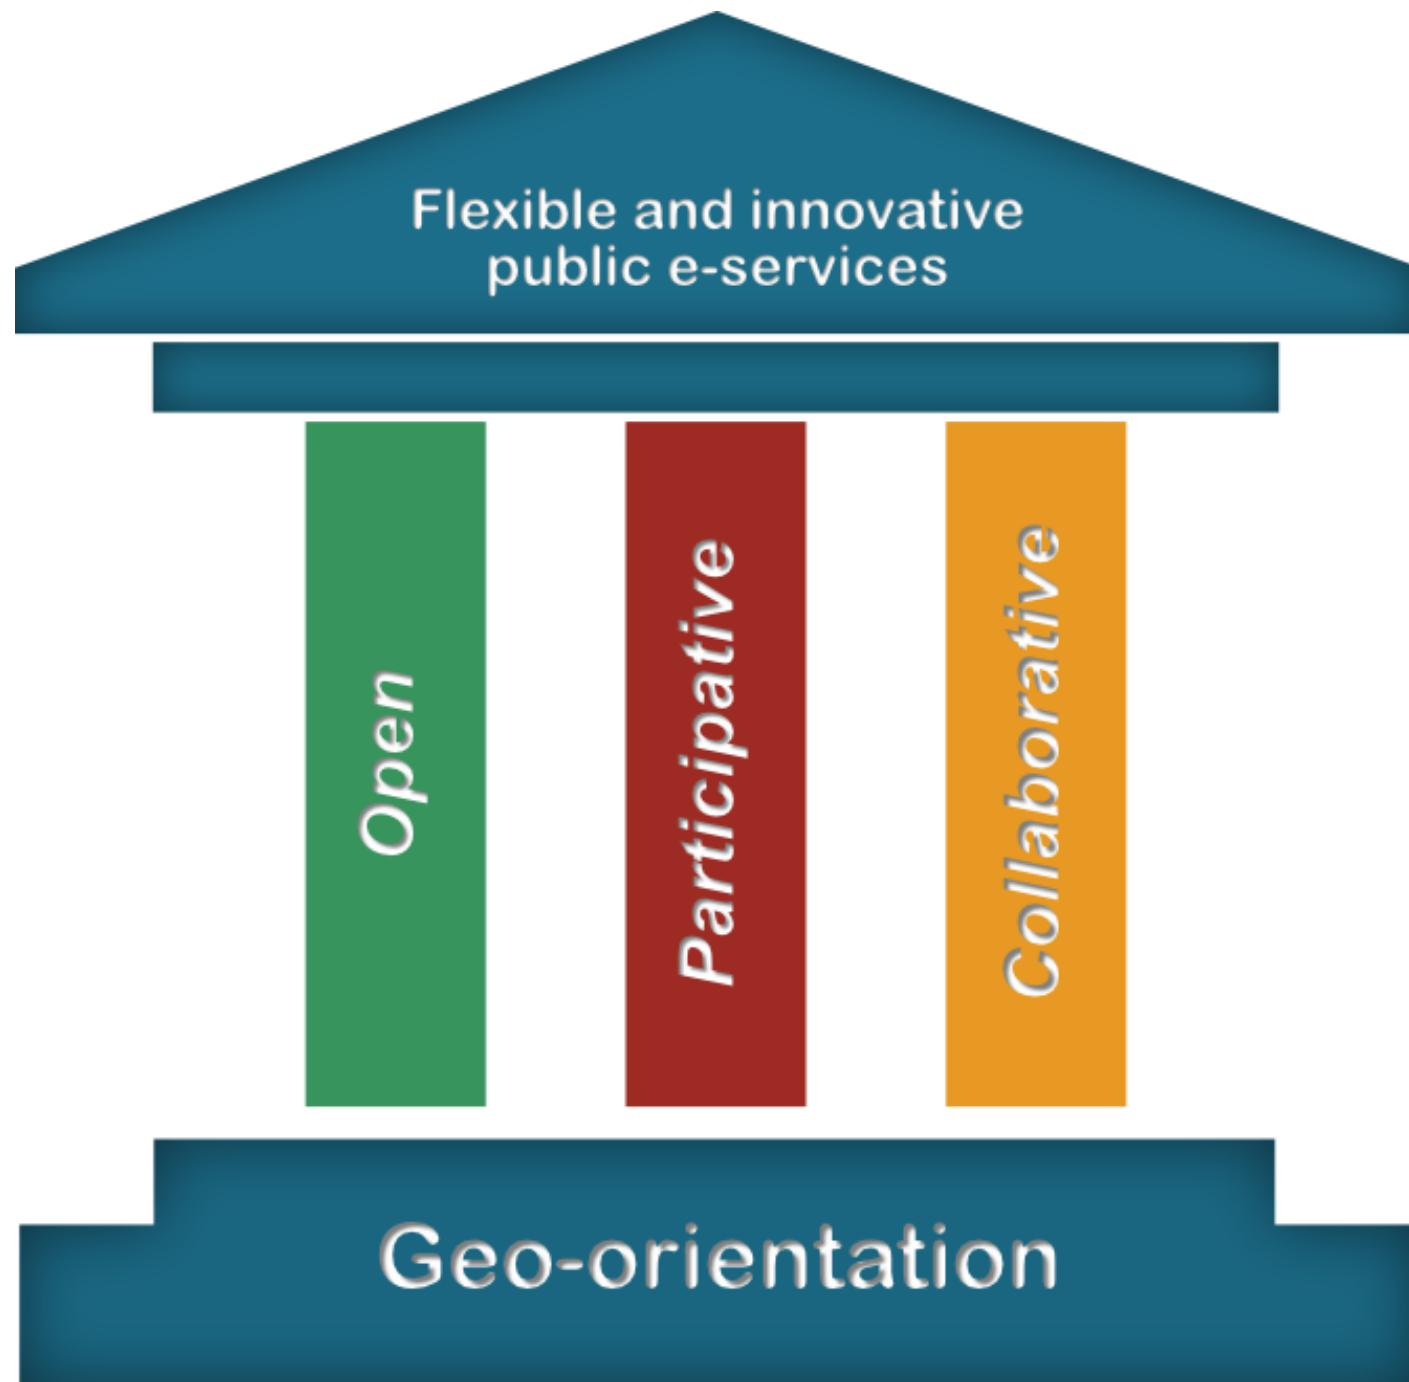 Flexible and innovative
public e-services
Open
Participative
Collaborative
Geo-orientation